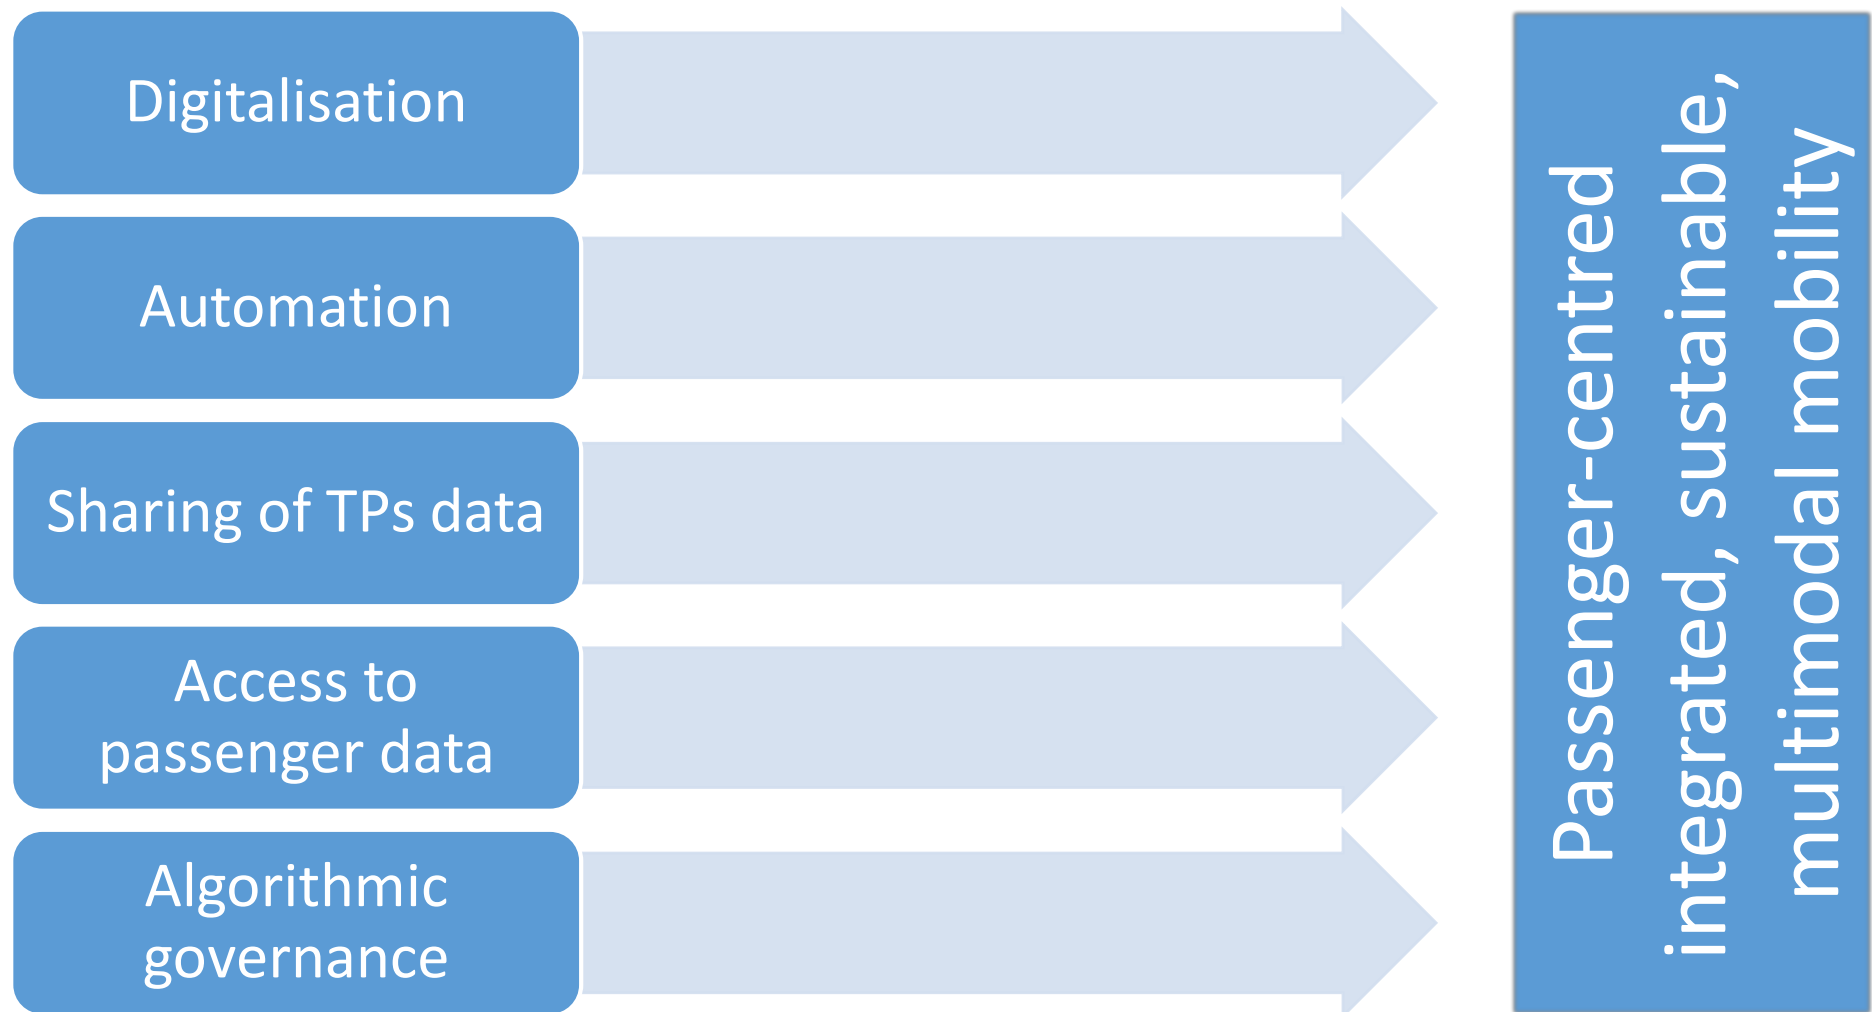 Digitalisation
Automation
Sharing of TPs data
Access to
passenger data
Algorithmic
governance
Passenger-centred
integrated, sustainable,
multimodal mobility